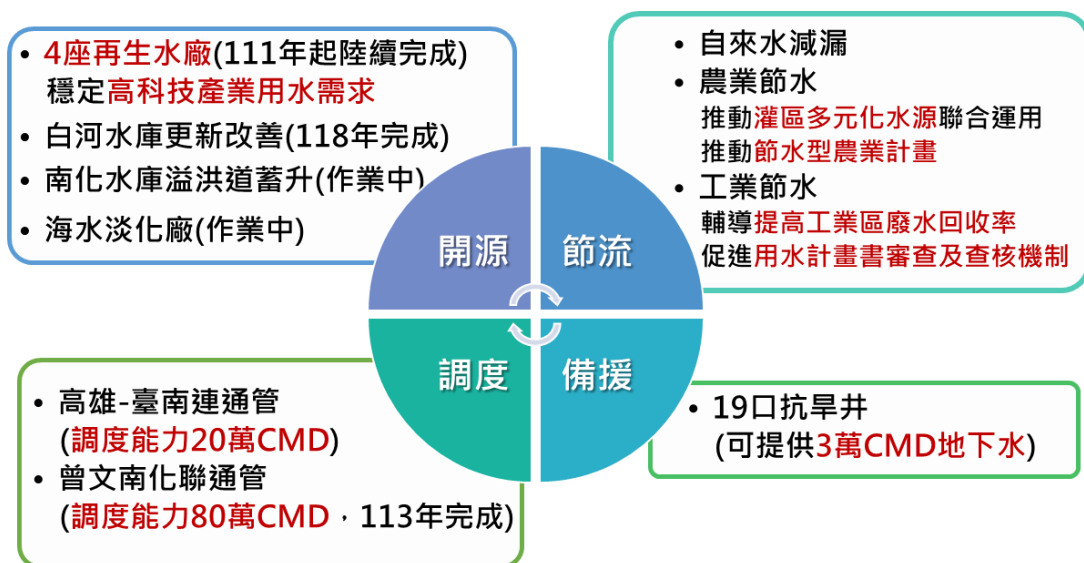 • 4座再生水廠(111年起陸續完成)
穩定高科技產業用水需求
• 白河水庫更新改善(118年完成)
• 南化水庫溢洪道蓄升(作業中)
• 海水淡化廠(作業中)
• 自來水減漏
• 農業節水
推動灌區多元化水源聯合運用
推動節水型農業計畫
• 工業節水
輔導提高工業區廢水回收率
促進用水計畫書審查及查核機制
開源
節流
調度
備援
• 高雄-臺南連通管
(調度能力20萬CMD)
• 曾文南化聯通管
(調度能力80萬CMD，113年完成)
• 19口抗旱井
(可提供3萬CMD地下水)